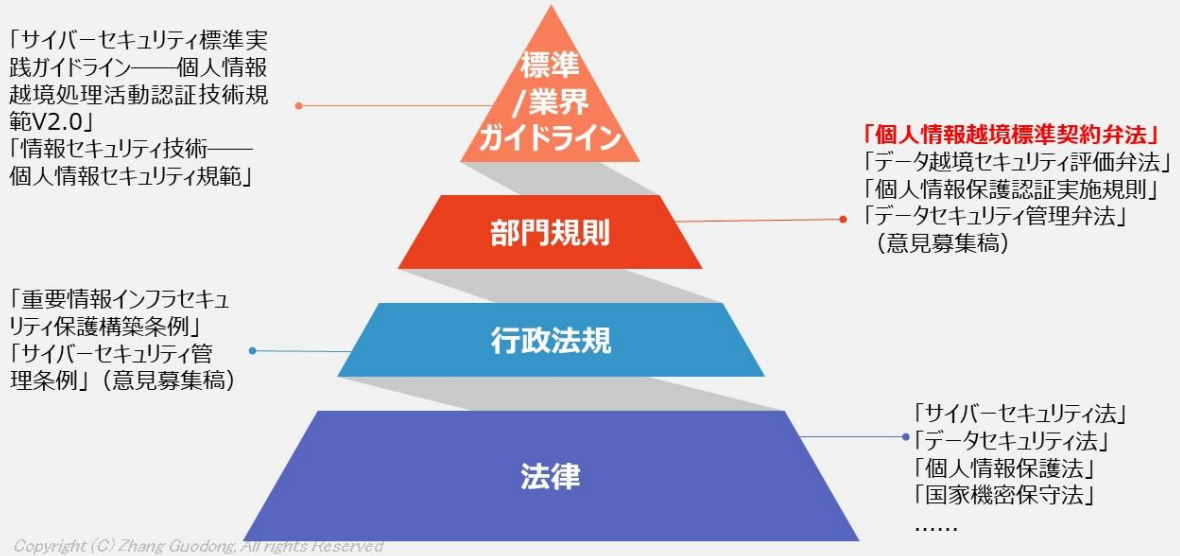 「サイバーセキュリティ標準実
践ガイドライン——個人情報
越境処理活動認証技術規
範V2.0」
「情報セキュリティ技術——
個人情報セキュリティ規範」
標準
/業界
ガイドライン
「個人情報越境標準契約弁法」
「データ越境セキュリティ評価弁法」
「個人情報保護認証実施規則」
「データセキュリティ管理弁法」
（意見募集稿）
部門規則
「重要情報インフラセキュ
リティ保護構築条例」
「サイバーセキュリティ管
理条例」（意見募集稿）
行政法規
「サイバーセキュリティ法」
「データセキュリティ法」
「個人情報保護法」
「国家機密保守法」
……
法律
Copyright (C) Zhang Guodong, All rights Reserved